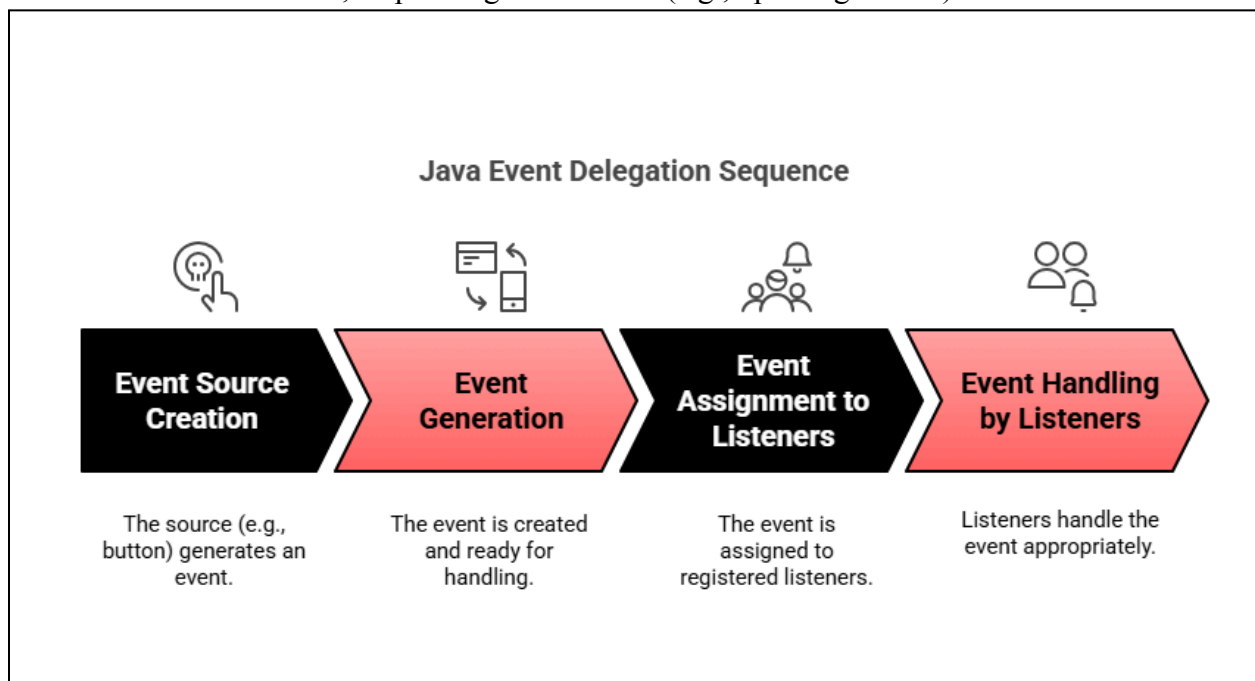 Java Event Delegation Sequence
Event Source
Creation
Event
Generation
Event
Assignment to
Listeners
Event Handling
by Listeners
The source (e.g.,
button) generates an
event.
The event is created
and ready for
handling.
The event is
assigned to
registered listeners.
Listeners handle the
event appropriately.